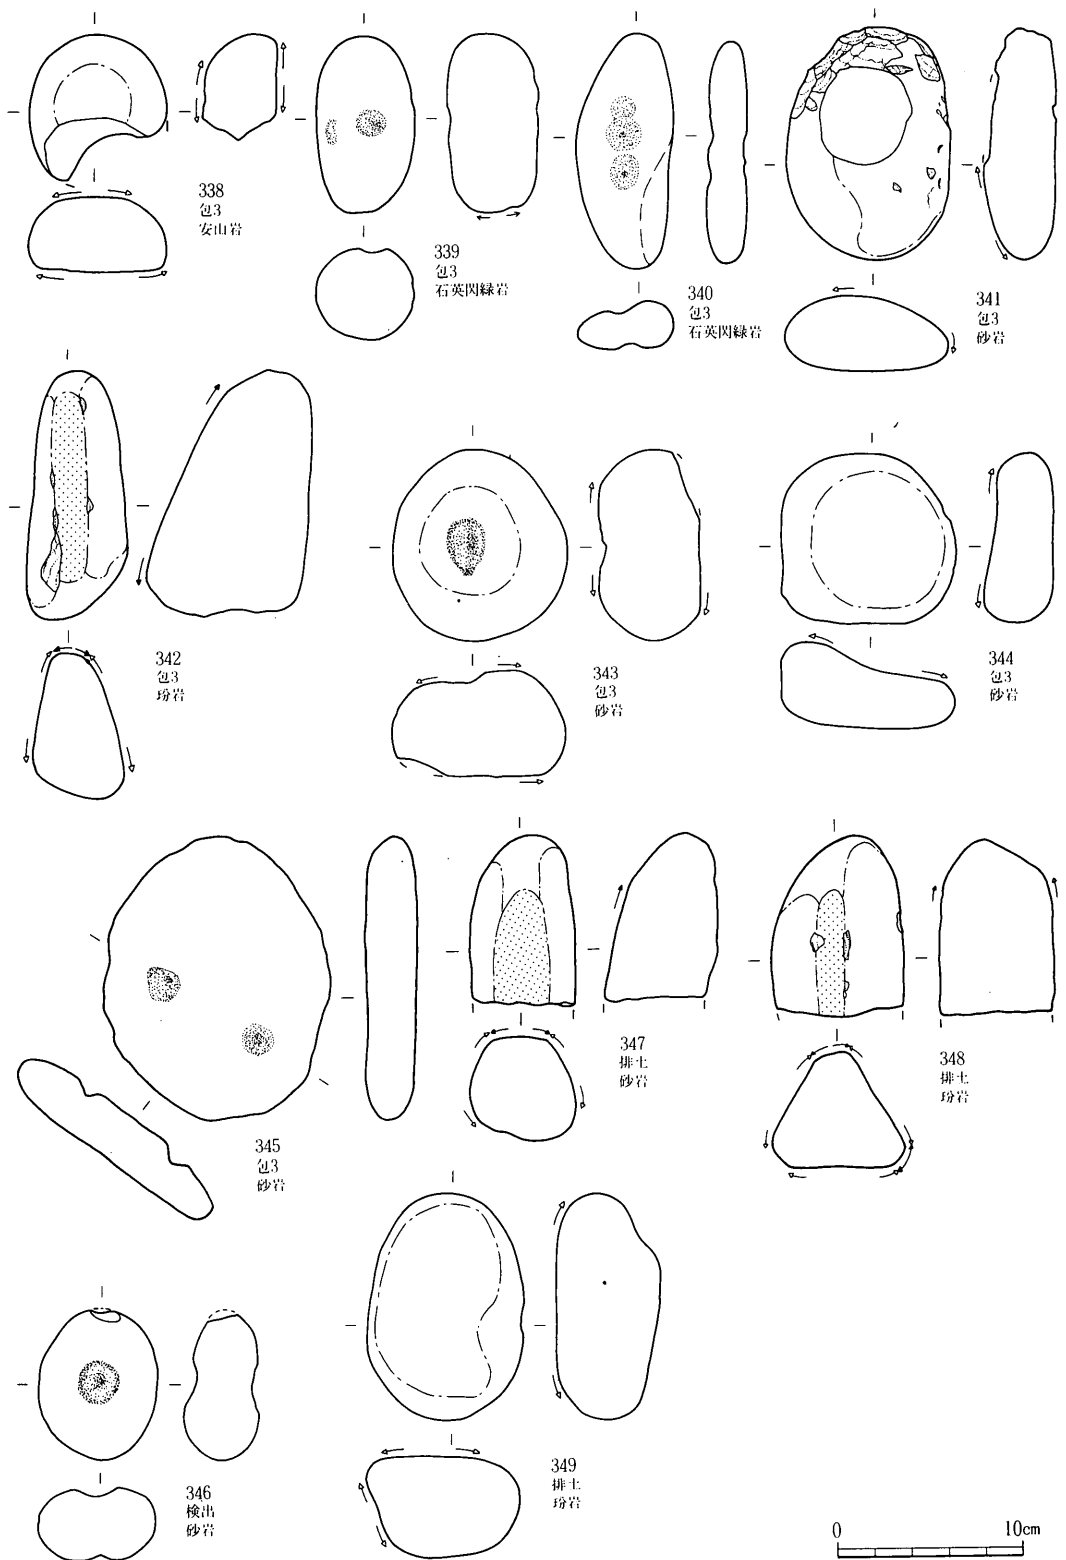 338
包3
安山岩
339
包3
石英閃緑岩
340
包3
石英閃緑岩
341
包3
砂岩
342
包3
玢岩
343
包3
砂岩
344
包3
砂岩
345
包3
砂岩
347
排土
砂岩
348
排土
玢岩
346
検出
砂岩
349
排土
玢岩
0 10cm